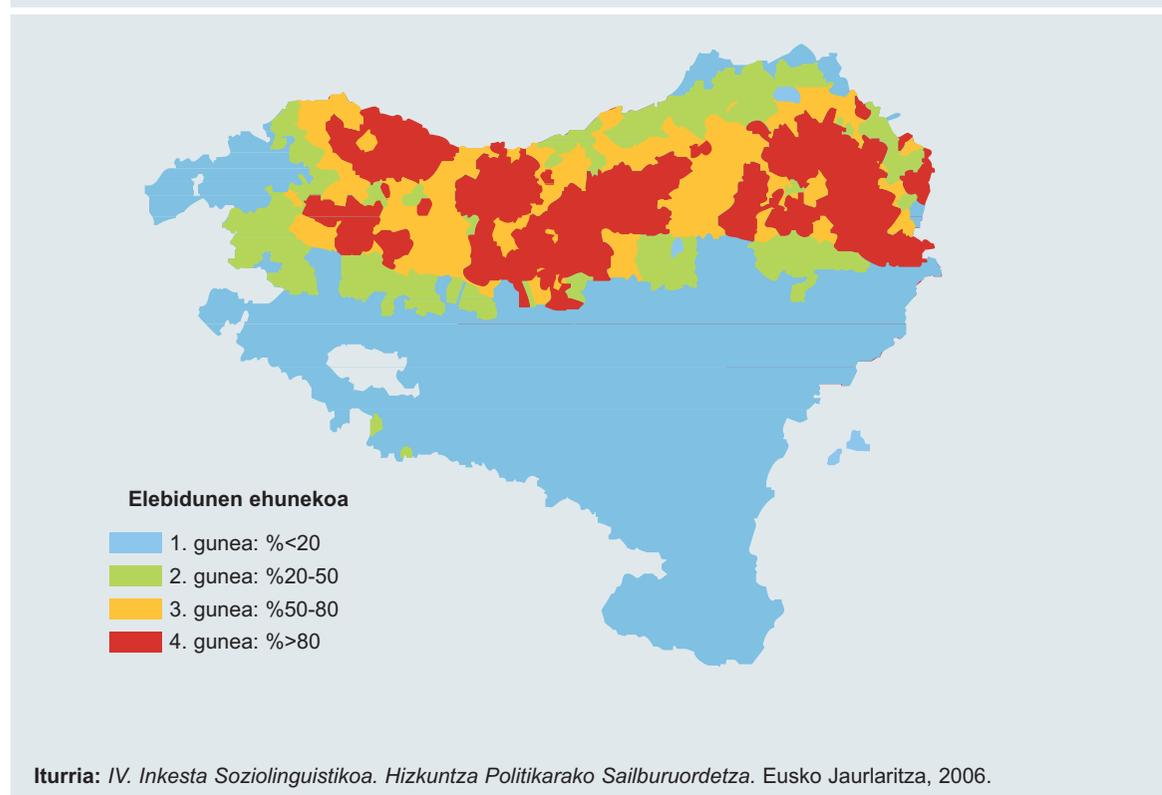 Elebidunen ehunekoa
1. gunea: %<20
2. gunea: %20-50
3. gunea: %50-80
4. gunea: %>80
Iturria: IV. Inkesta Soziolinguistikoa. Hizkuntza Politikarako Sailburuordetza. Eusko Jaurlaritza, 2006.